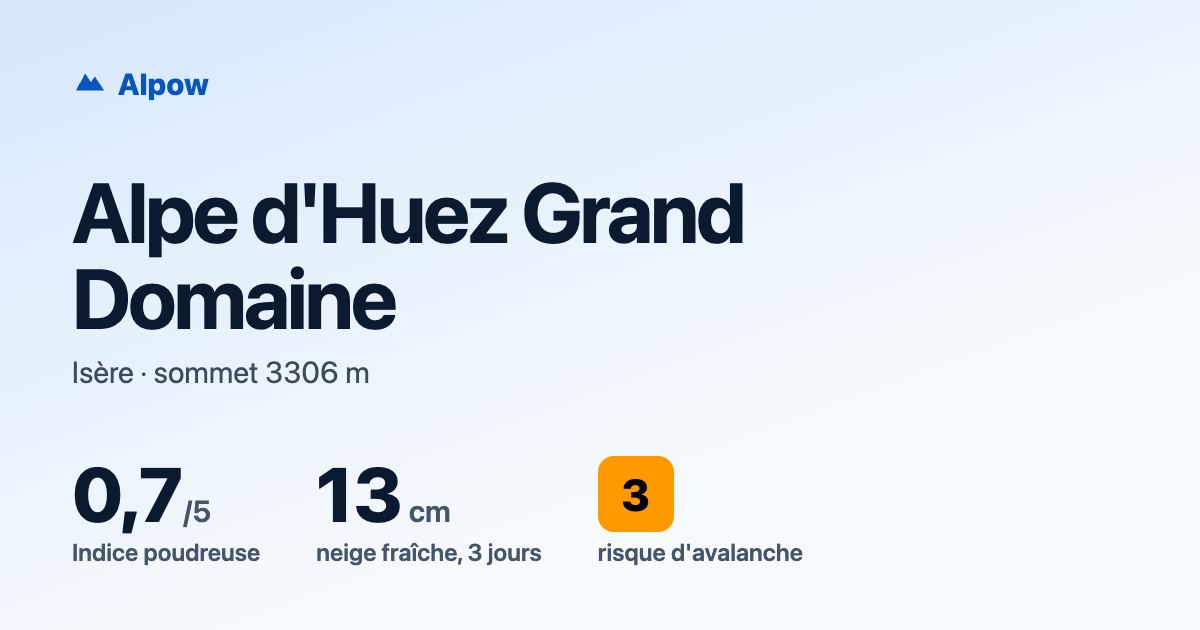 Alpow
Alpe d'Huez Grand
Domaine
Isère · sommet 3306 m
0,7/5
Indice poudreuse
13 cm
neige fraîche, 3 jours
3
risque d'avalanche